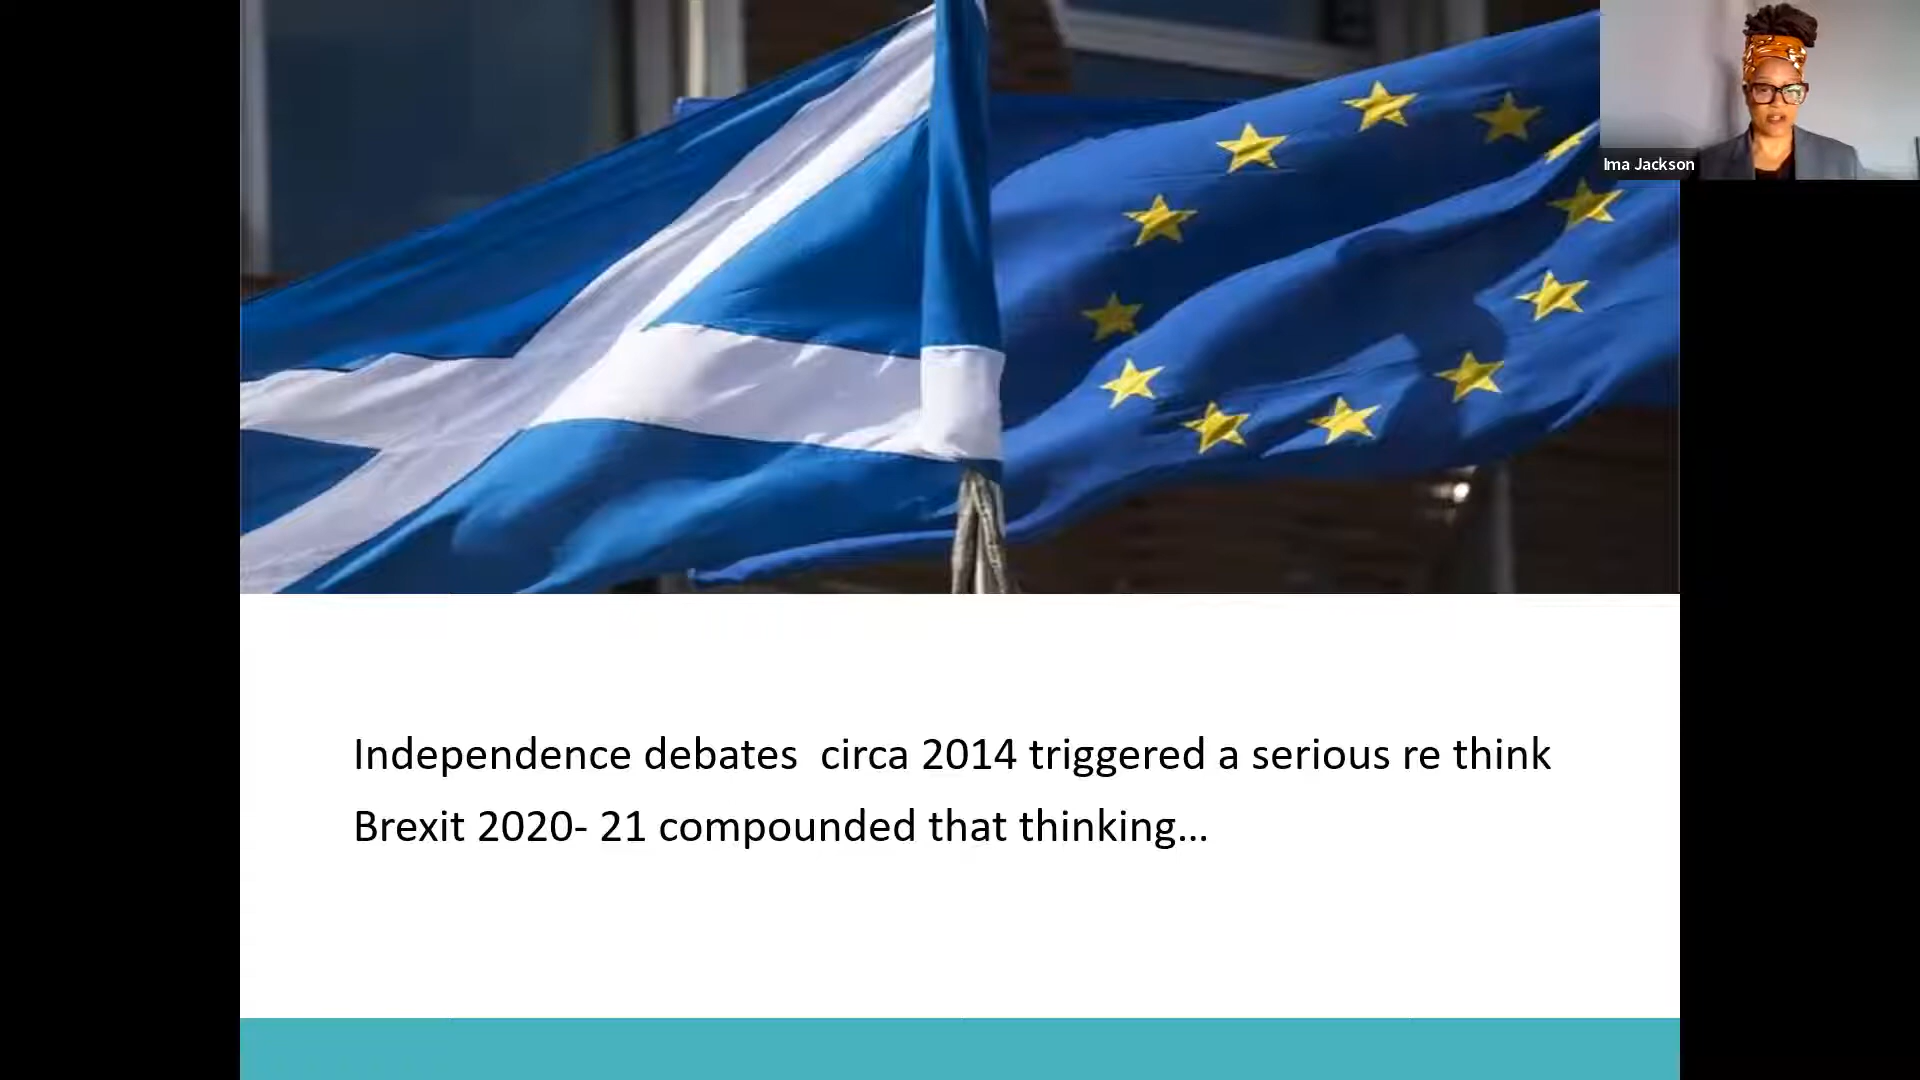 Ima Jackson
Independence debates  circa 2014 triggered a serious re think
Brexit 2020- 21 compounded that thinking...